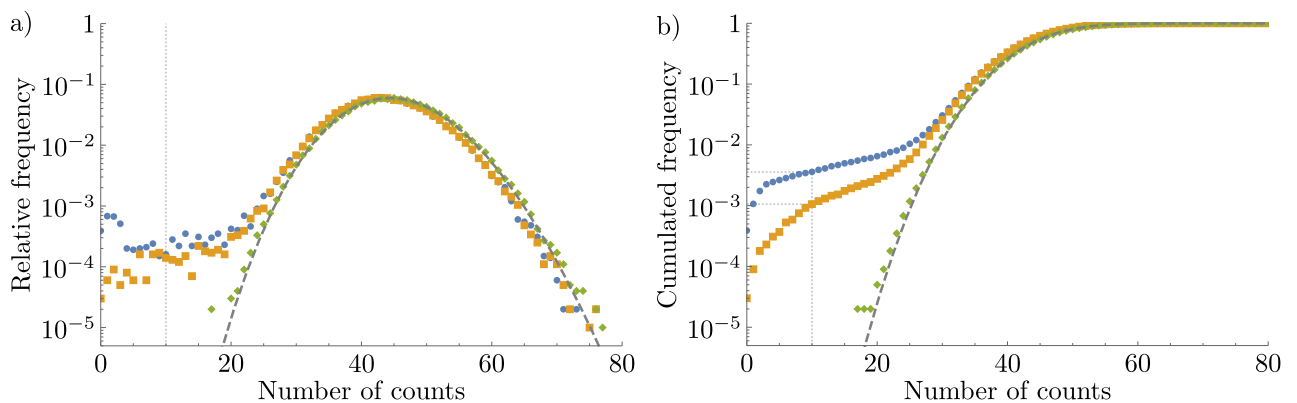 a)
Relative frequency
1
10⁻¹
10⁻²
10⁻³
10⁻⁴
10⁻⁵
0 20 40 60 80
Number of counts
b)
Cumulated frequency
1
10⁻¹
10⁻²
10⁻³
10⁻⁴
10⁻⁵
0 20 40 60 80
Number of counts